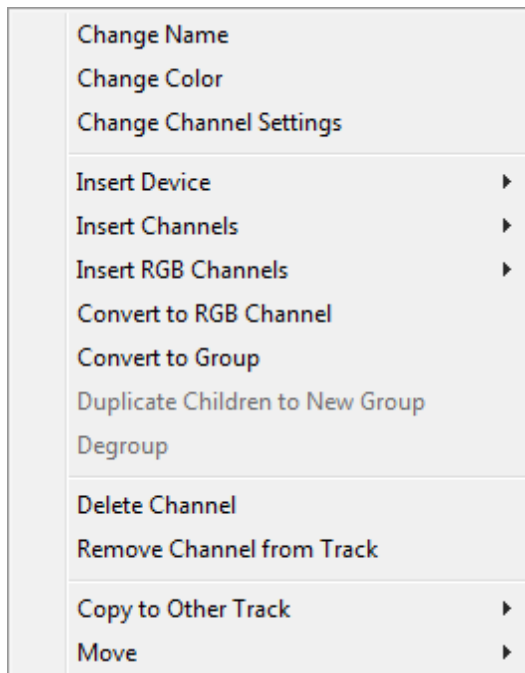 Change Name
Change Color
Change Channel Settings
Insert Device
Insert Channels
Insert RGB Channels
Convert to RGB Channel
Convert to Group
Duplicate Children to New Group
Degroup
Delete Channel
Remove Channel from Track
Copy to Other Track
Move